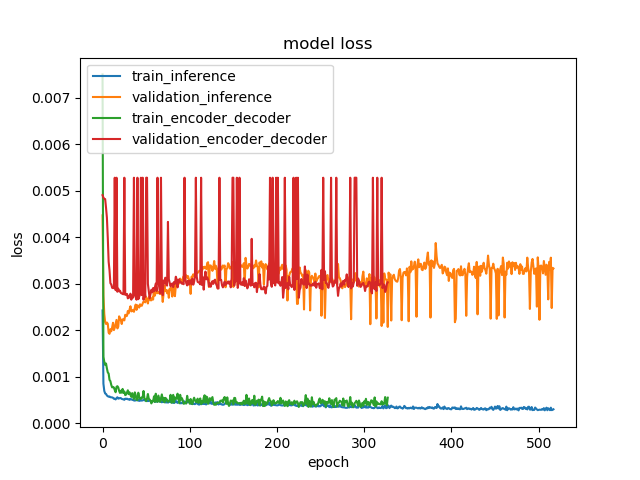 model loss
train_inference
validation_inference
train_encoder_decoder
validation_encoder_decoder
0.007
0.006
0.005
0.004
0.003
0.002
0.001
0.000
loss
0 100 200 300 400 500
epoch